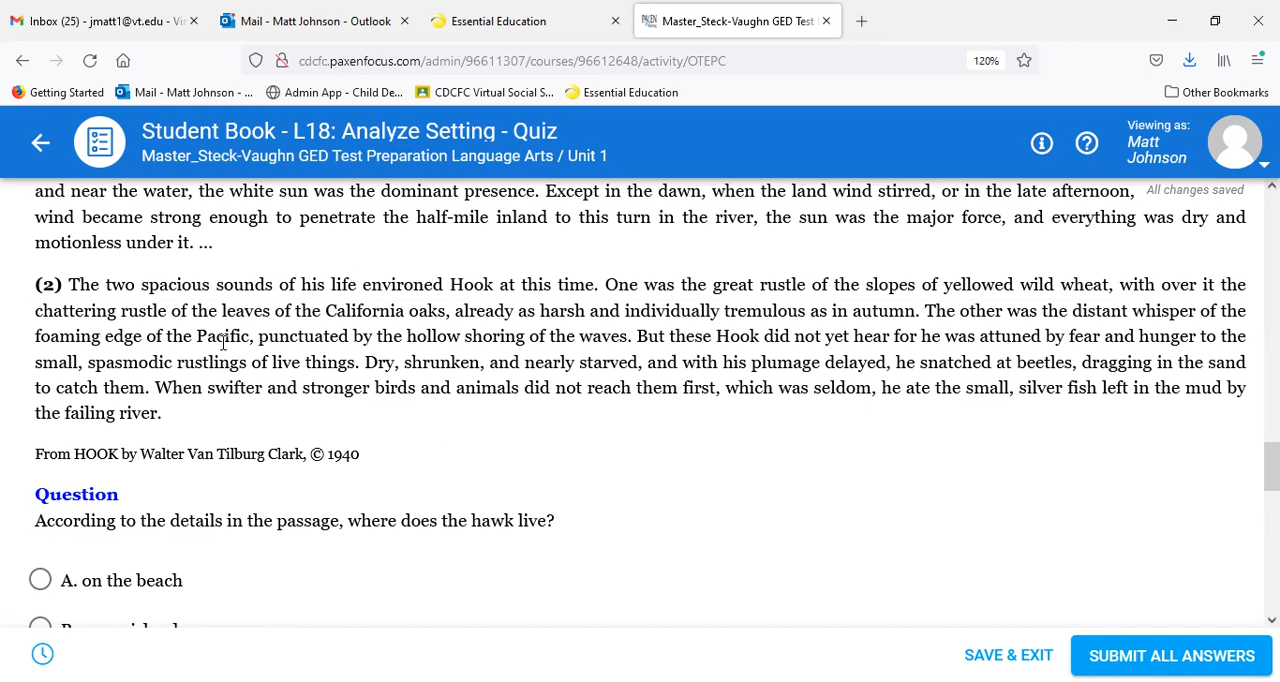 Inbox (25) - jmatt1@vt.edu - Vir
Mail - Matt Johnson - Outlook
Essential Education
Master_Steck-Vaughn GED Test
cdcfc.paxenfocus.com/admin/96611307/courses/96612648/activity/OTEPC
120%
Getting Started
Mail - Matt Johnson - ...
Admin App - Child De...
CDCFC Virtual Social S...
Essential Education
Other Bookmarks
Student Book - L18: Analyze Setting - Quiz
Master_Steck-Vaughn GED Test Preparation Language Arts / Unit 1
Viewing as:
Matt
Johnson
All changes saved
and near the water, the white sun was the dominant presence. Except in the dawn, when the land wind stirred, or in the late afternoon,
wind became strong enough to penetrate the half-mile inland to this turn in the river, the sun was the major force, and everything was dry and
motionless under it. ...
(2) The two spacious sounds of his life environed Hook at this time. One was the great rustle of the slopes of yellowed wild wheat, with over it the
chattering rustle of the leaves of the California oaks, already as harsh and individually tremulous as in autumn. The other was the distant whisper of the
foaming edge of the Pacific, punctuated by the hollow shoring of the waves. But these Hook did not yet hear for he was attuned by fear and hunger to the
small, spasmodic rustlings of live things. Dry, shrunken, and nearly starved, and with his plumage delayed, he snatched at beetles, dragging in the sand
to catch them. When swifter and stronger birds and animals did not reach them first, which was seldom, he ate the small, silver fish left in the mud by
the failing river.
From HOOK by Walter Van Tilburg Clark, © 1940
Question
According to the details in the passage, where does the hawk live?
A. on the beach
SAVE & EXIT
SUBMIT ALL ANSWERS